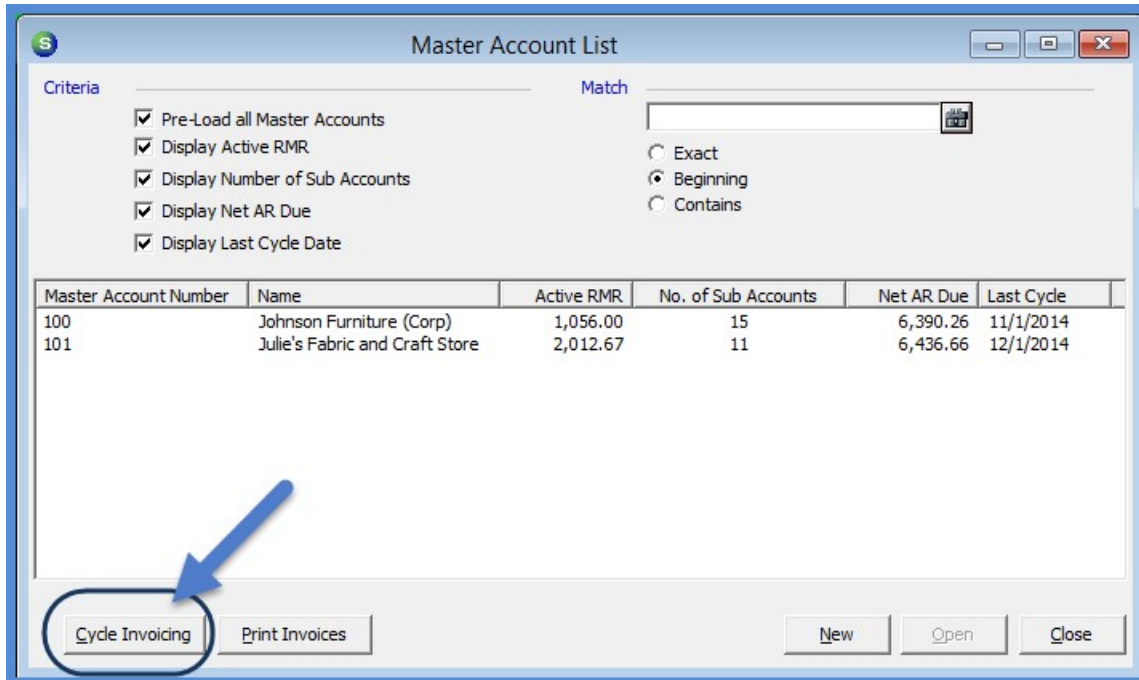 S
Master Account List
Criteria
Match
Pre-Load all Master Accounts
Display Active RMR
Exact
Display Number of Sub Accounts
Beginning
Display Net AR Due
Contains
Display Last Cycle Date
Master Account Number Name Active RMR No. of Sub Accounts Net AR Due Last Cycle
100 Johnson Furniture (Corp) 1,056.00 15 6,390.26 11/1/2014
101 Julie's Fabric and Craft Store 2,012.67 11 6,436.66 12/1/2014
Cycle Invoicing Print Invoices New Open Close